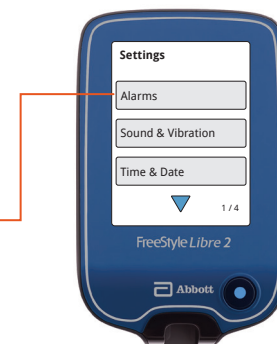 Settings
Alarms
Sound & Vibration
Time & Date
1 / 4
FreeStyle Libre 2
Abbott